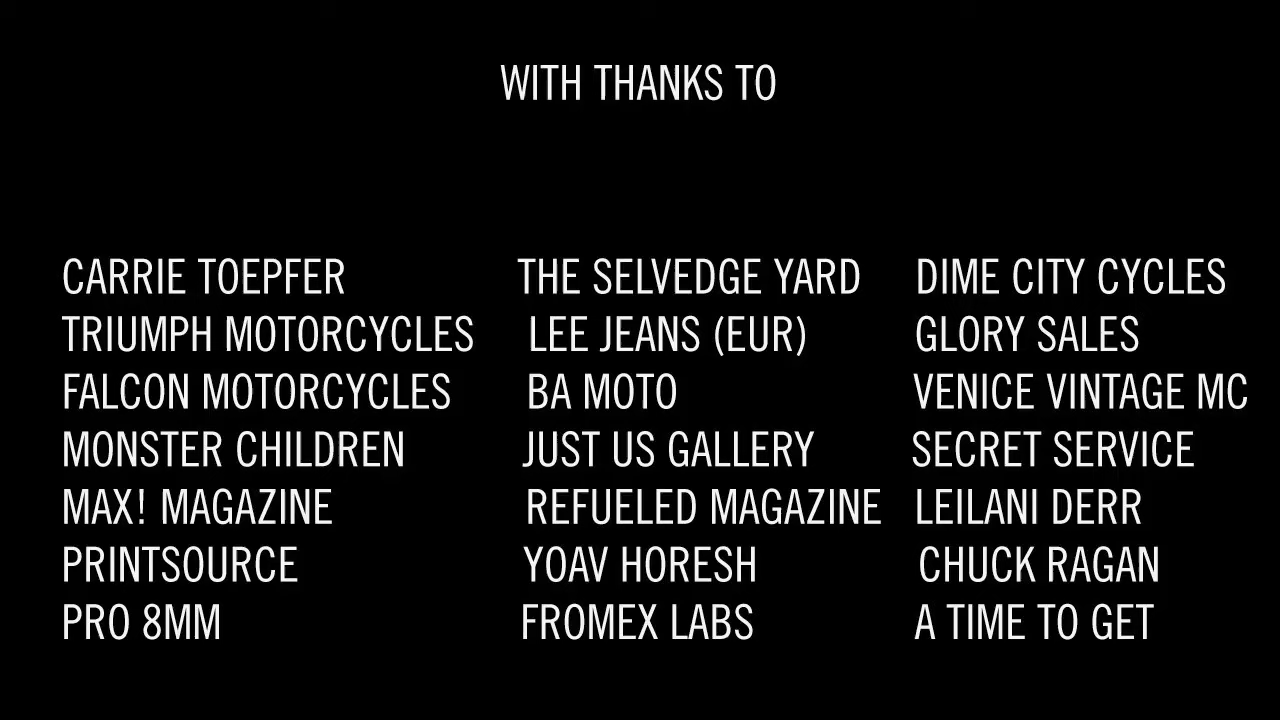 WITH THANKS TO
CARRIE TOEPFER
TRIUMPH MOTORCYCLES
FALCON MOTORCYCLES
MONSTER CHILDREN
MAX! MAGAZINE
PRINTSOURCE
PRO 8MM
THE SELVEDGE YARD
LEE JEANS (EUR)
BA MOTO
JUST US GALLERY
REFUELED MAGAZINE
YOAV HORESH
FROMEX LABS
DIME CITY CYCLES
GLORY SALES
VENICE VINTAGE MC
SECRET SERVICE
LEILANI DERR
CHUCK RAGAN
A TIME TO GET